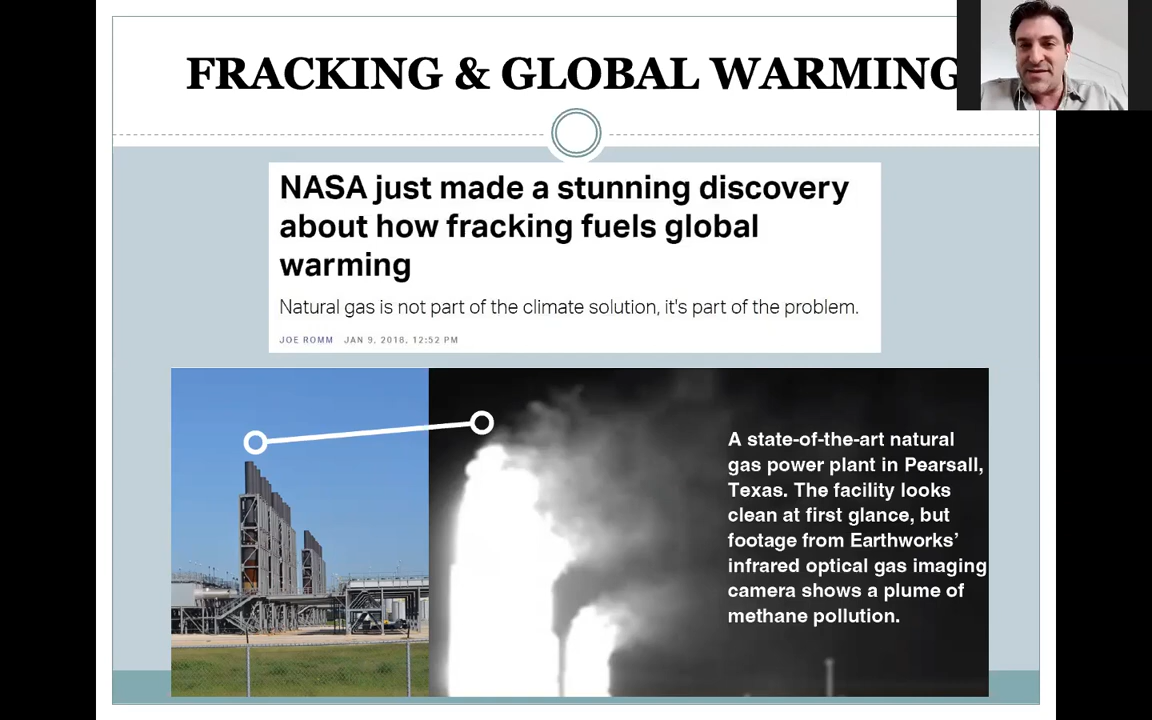 FRACKING & GLOBAL WARMING
NASA just made a stunning discovery
about how fracking fuels global
warming
Natural gas is not part of the climate solution, it's part of the problem.
JOE ROMM JAN 9, 2018, 12:52 PM
A state-of-the-art natural
gas power plant in Pearsall,
Texas. The facility looks
clean at first glance, but
footage from Earthworks’
infrared optical gas imaging
camera shows a plume of
methane pollution.